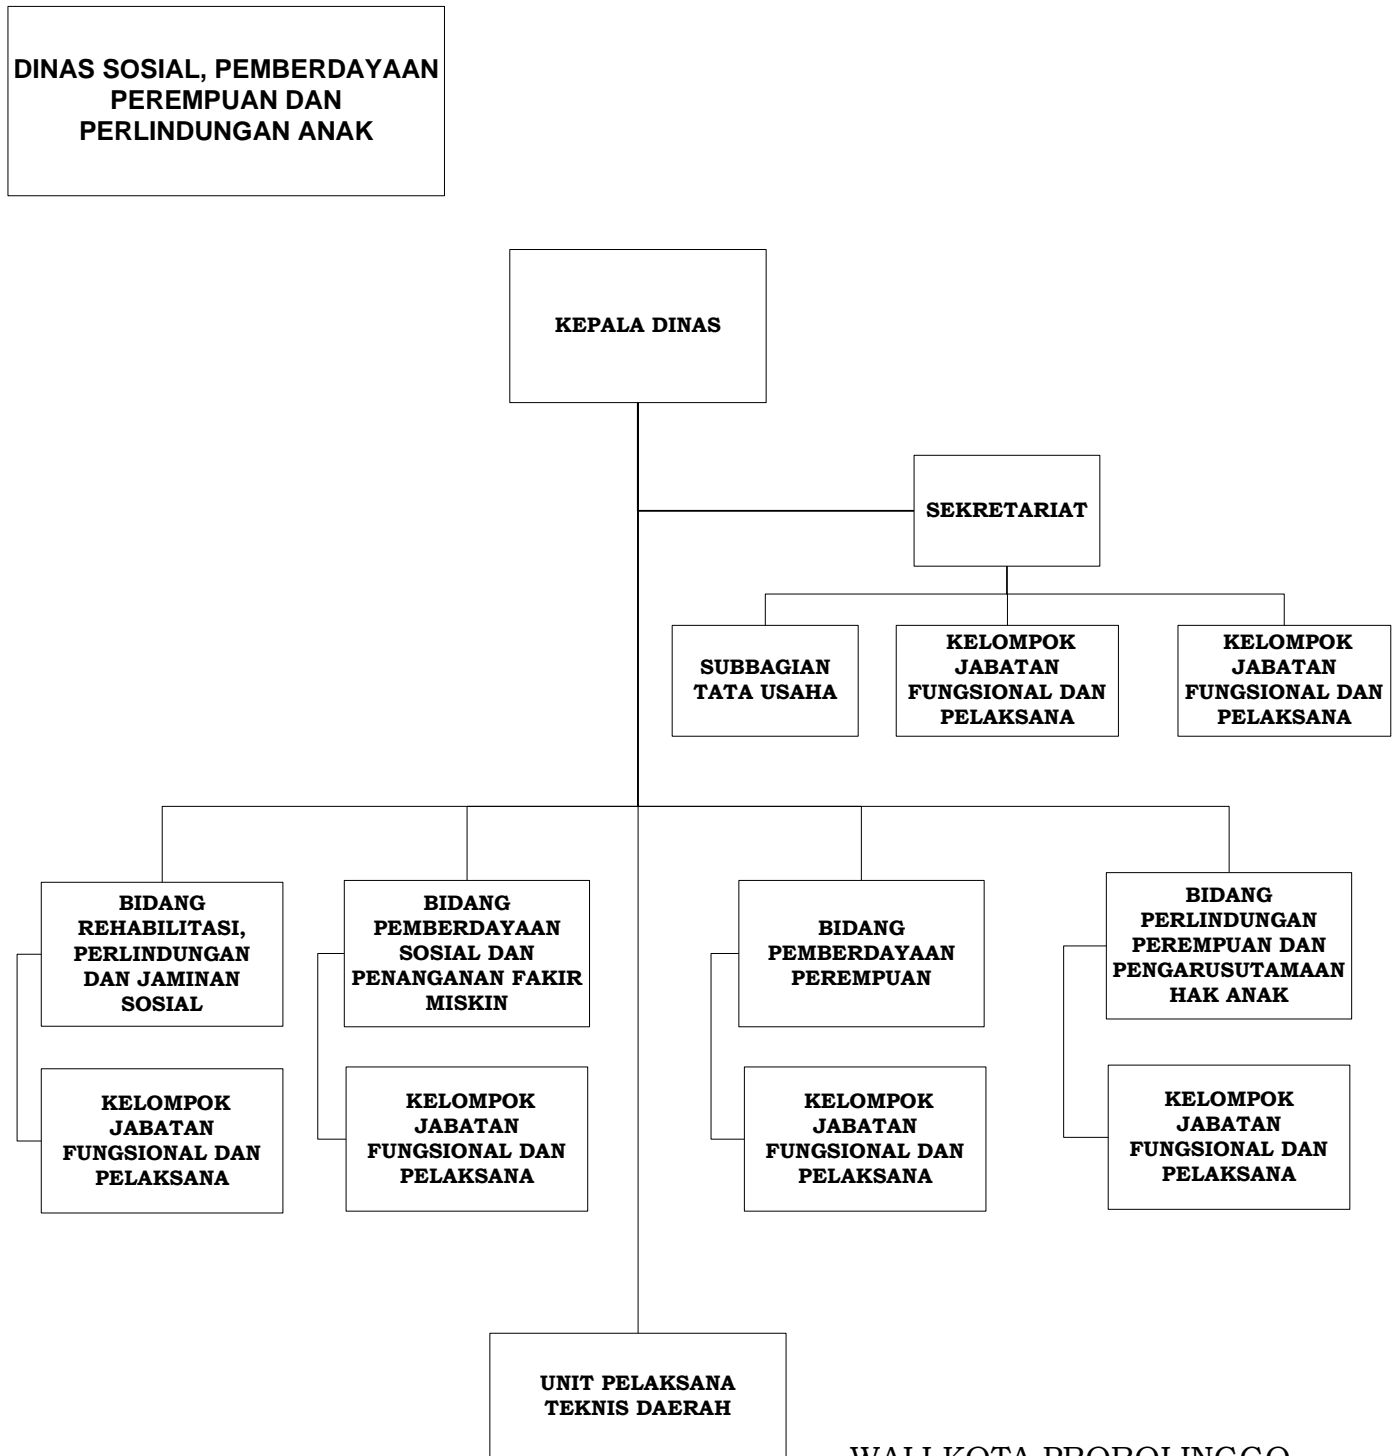 DINAS SOSIAL, PEMBERDAYAAN
PEREMPUAN DAN
PERLINDUNGAN ANAK
KEPALA DINAS
SEKRETARIAT
SUBBAGIAN
TATA USAHA
KELOMPOK
JABATAN
FUNGSIONAL DAN
PELAKSANA
KELOMPOK
JABATAN
FUNGSIONAL DAN
PELAKSANA
BIDANG
REHABILITASI,
PERLINDUNGAN
DAN JAMINAN
SOSIAL
BIDANG
PEMBERDAYAAN
SOSIAL DAN
PENANGANAN FAKIR
MISKIN
BIDANG
PEMBERDAYAAN
PEREMPUAN
BIDANG
PERLINDUNGAN
PEREMPUAN DAN
PENGARUSUTAMAAN
HAK ANAK
KELOMPOK
JABATAN
FUNGSIONAL DAN
PELAKSANA
KELOMPOK
JABATAN
FUNGSIONAL DAN
PELAKSANA
KELOMPOK
JABATAN
FUNGSIONAL DAN
PELAKSANA
KELOMPOK
JABATAN
FUNGSIONAL DAN
PELAKSANA
UNIT PELAKSANA
TEKNIS DAERAH
WALI KOTA PROBOLINGGO